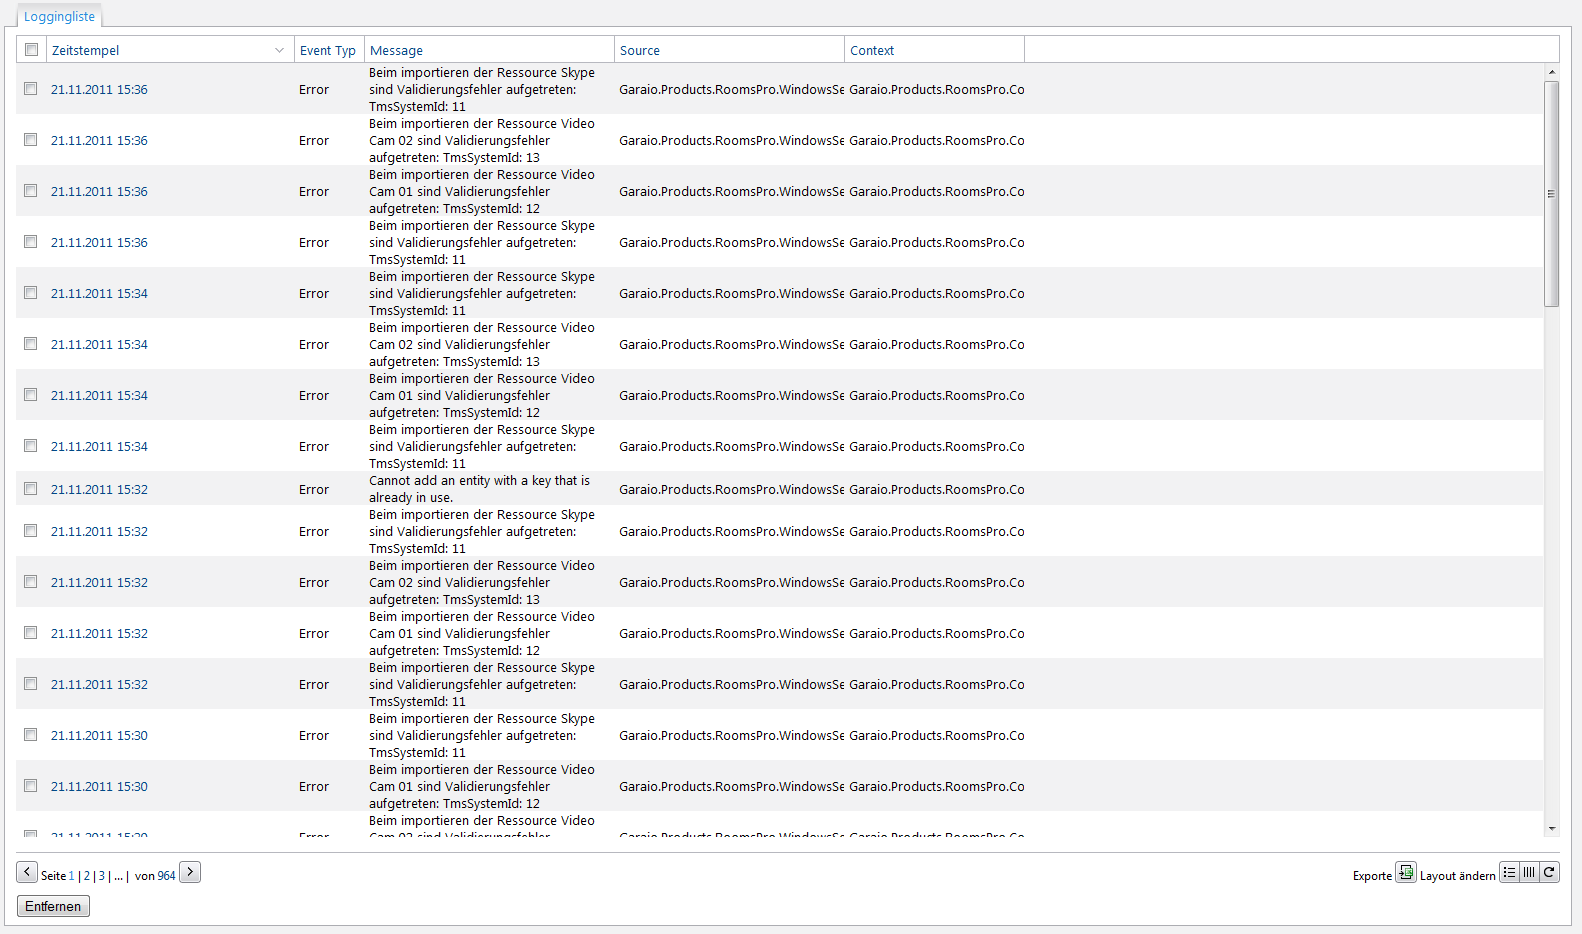 Loggingliste
Zeitstempel Event Typ Message Source Context
21.11.2011 15:36 Error Beim importieren der Ressource Skype
sind Validierungsfehler aufgetreten:
TmsSystemId: 11 Garaio.Products.RoomsPro.WindowsSe Garaio.Products.RoomsPro.Co
21.11.2011 15:36 Error Beim importieren der Ressource Video
Cam 02 sind Validierungsfehler
aufgetreten: TmsSystemId: 13 Garaio.Products.RoomsPro.WindowsSe Garaio.Products.RoomsPro.Co
21.11.2011 15:36 Error Beim importieren der Ressource Video
Cam 01 sind Validierungsfehler
aufgetreten: TmsSystemId: 12 Garaio.Products.RoomsPro.WindowsSe Garaio.Products.RoomsPro.Co
21.11.2011 15:36 Error Beim importieren der Ressource Skype
sind Validierungsfehler aufgetreten:
TmsSystemId: 11 Garaio.Products.RoomsPro.WindowsSe Garaio.Products.RoomsPro.Co
21.11.2011 15:34 Error Beim importieren der Ressource Skype
sind Validierungsfehler aufgetreten:
TmsSystemId: 11 Garaio.Products.RoomsPro.WindowsSe Garaio.Products.RoomsPro.Co
21.11.2011 15:34 Error Beim importieren der Ressource Video
Cam 02 sind Validierungsfehler
aufgetreten: TmsSystemId: 13 Garaio.Products.RoomsPro.WindowsSe Garaio.Products.RoomsPro.Co
21.11.2011 15:34 Error Beim importieren der Ressource Video
Cam 01 sind Validierungsfehler
aufgetreten: TmsSystemId: 12 Garaio.Products.RoomsPro.WindowsSe Garaio.Products.RoomsPro.Co
21.11.2011 15:34 Error Beim importieren der Ressource Skype
sind Validierungsfehler aufgetreten:
TmsSystemId: 11 Garaio.Products.RoomsPro.WindowsSe Garaio.Products.RoomsPro.Co
21.11.2011 15:32 Error Cannot add an entity with a key that is
already in use. Garaio.Products.RoomsPro.WindowsSe Garaio.Products.RoomsPro.Co
21.11.2011 15:32 Error Beim importieren der Ressource Skype
sind Validierungsfehler aufgetreten:
TmsSystemId: 11 Garaio.Products.RoomsPro.WindowsSe Garaio.Products.RoomsPro.Co
21.11.2011 15:32 Error Beim importieren der Ressource Video
Cam 02 sind Validierungsfehler
aufgetreten: TmsSystemId: 13 Garaio.Products.RoomsPro.WindowsSe Garaio.Products.RoomsPro.Co
21.11.2011 15:32 Error Beim importieren der Ressource Video
Cam 01 sind Validierungsfehler
aufgetreten: TmsSystemId: 12 Garaio.Products.RoomsPro.WindowsSe Garaio.Products.RoomsPro.Co
21.11.2011 15:32 Error Beim importieren der Ressource Skype
sind Validierungsfehler aufgetreten:
TmsSystemId: 11 Garaio.Products.RoomsPro.WindowsSe Garaio.Products.RoomsPro.Co
21.11.2011 15:30 Error Beim importieren der Ressource Skype
sind Validierungsfehler aufgetreten:
TmsSystemId: 11 Garaio.Products.RoomsPro.WindowsSe Garaio.Products.RoomsPro.Co
21.11.2011 15:30 Error Beim importieren der Ressource Video
Cam 01 sind Validierungsfehler
aufgetreten: TmsSystemId: 12 Garaio.Products.RoomsPro.WindowsSe Garaio.Products.RoomsPro.Co
Beim importieren der Ressource Video
Seite 1 | 2 | 3 | ... | von 964 Exporte Layout ändern
Entfernen